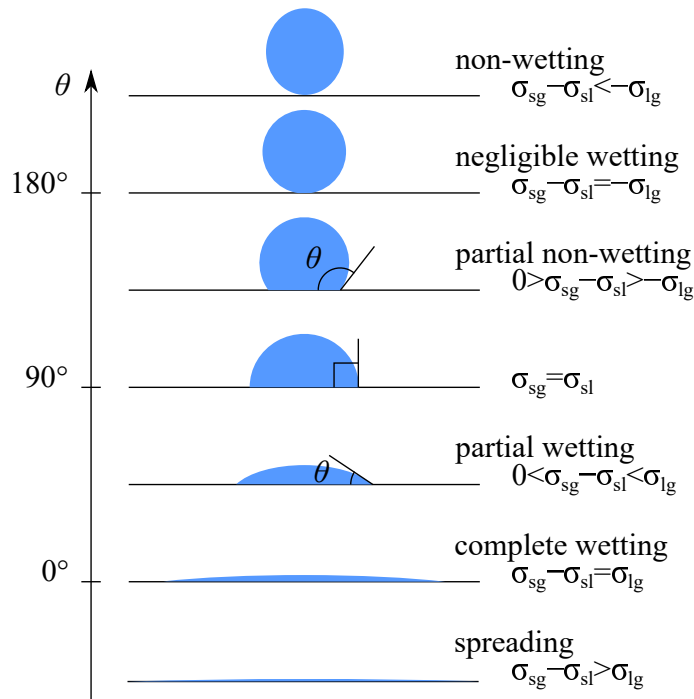 non-wetting
θ
σsg−σsl<−σlg
negligible wetting
180°
σsg−σsl=−σlg
partial non-wetting
θ
0>σsg−σsl>−σlg
90°
σsg=σsl
partial wetting
θ
0<σsg−σsl<σlg
complete wetting
0°
σsg−σsl=σlg
spreading
σsg−σsl>σlg